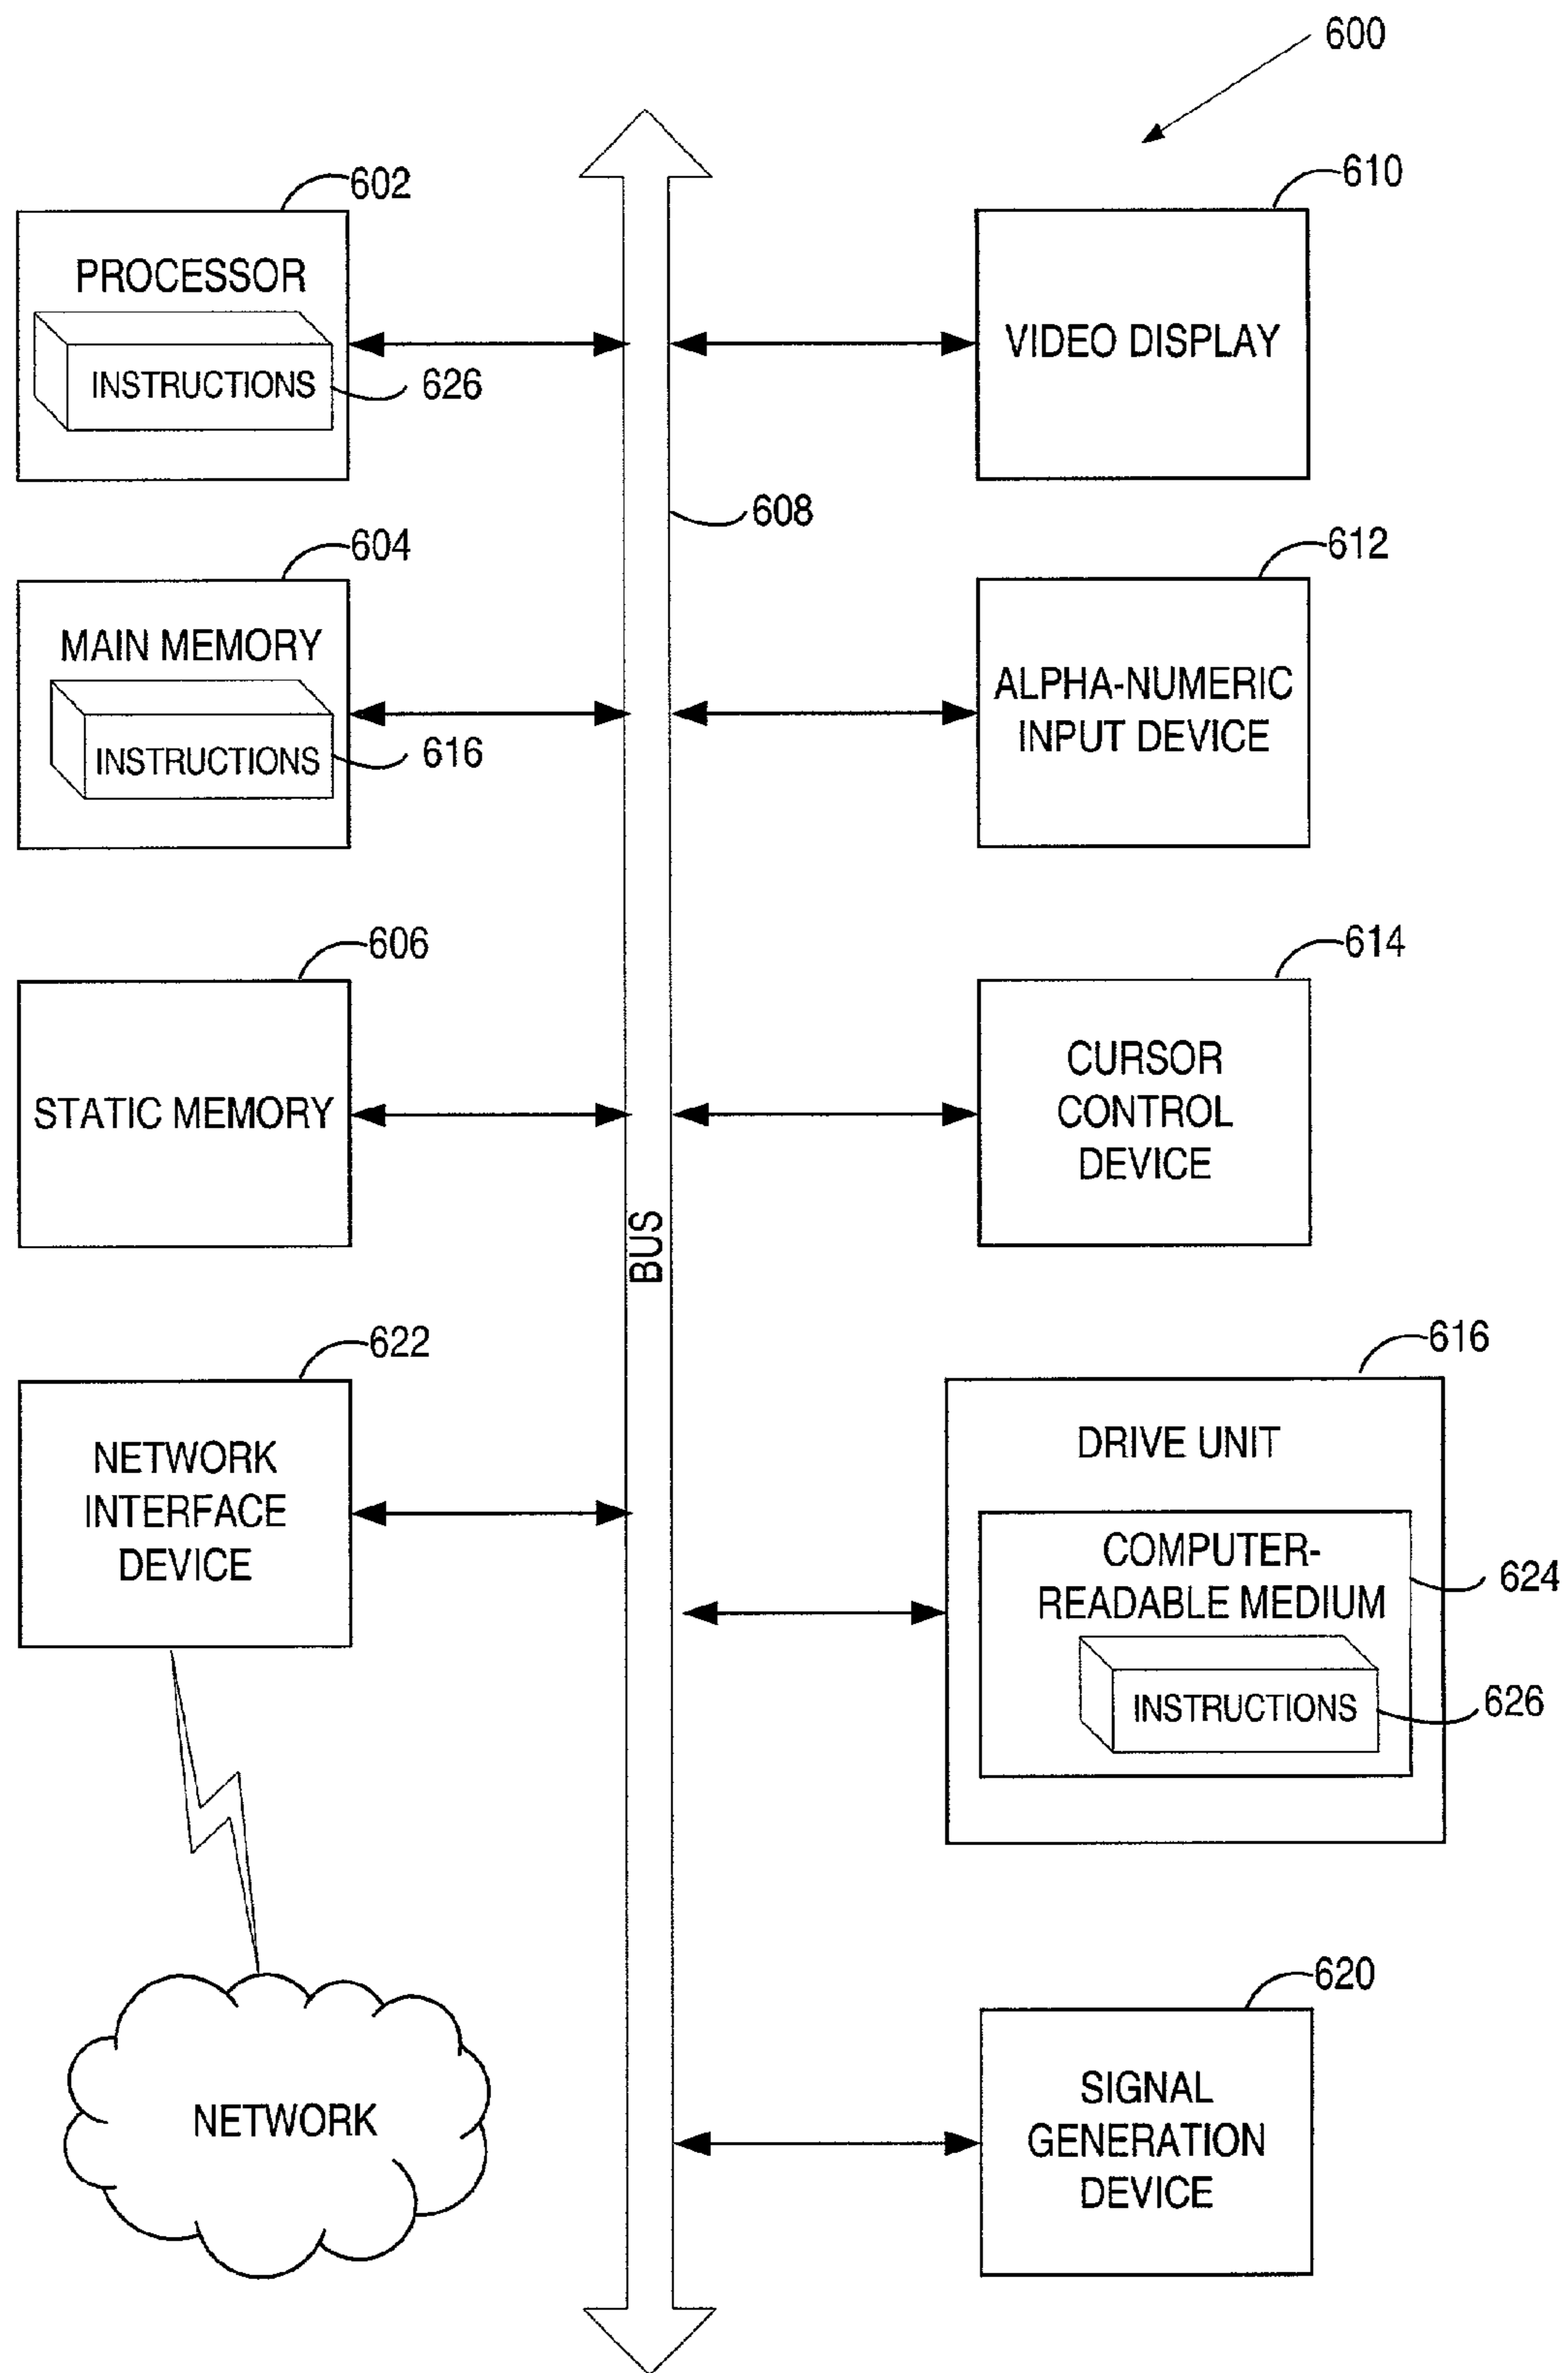 600
602
PROCESSOR
INSTRUCTIONS
626
610
VIDEO DISPLAY
608
604
MAIN MEMORY
INSTRUCTIONS
616
612
ALPHA-NUMERIC
INPUT DEVICE
606
STATIC MEMORY
614
CURSOR
CONTROL
DEVICE
BUS
622
NETWORK
INTERFACE
DEVICE
616
DRIVE UNIT
COMPUTER-
READABLE MEDIUM
624
INSTRUCTIONS
626
NETWORK
620
SIGNAL
GENERATION
DEVICE